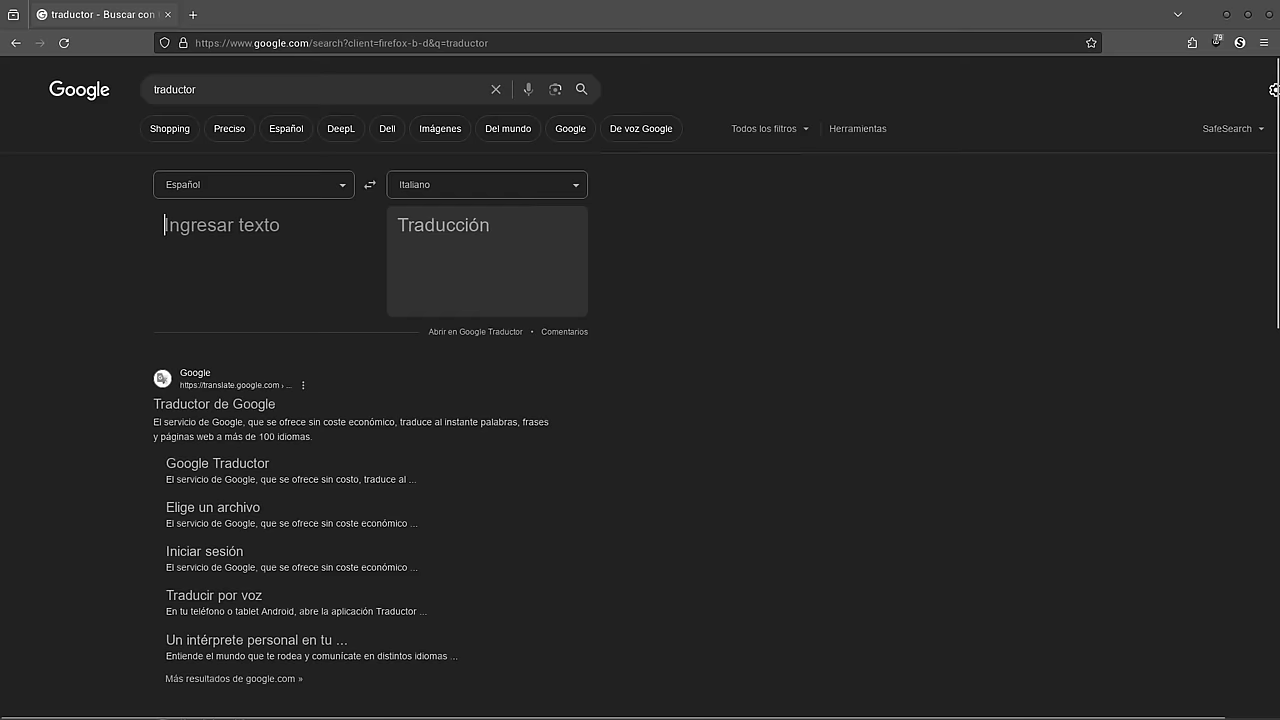 traductor - Buscar con
https://www.google.com/search?client=firefox-b-d&q=traductor
79
Google
traductor
Shopping
Preciso
Español
DeepL
Dell
Imágenes
Del mundo
Google
De voz Google
Todos los filtros
Herramientas
SafeSearch
Español
Italiano
Ingresar texto
Traducción
Abrir en Google Traductor • Comentarios
Google
https://translate.google.com › ...
Traductor de Google
El servicio de Google, que se ofrece sin coste económico, traduce al instante palabras, frases
y páginas web a más de 100 idiomas.
Google Traductor
El servicio de Google, que se ofrece sin costo, traduce al ...
Elige un archivo
El servicio de Google, que se ofrece sin coste económico ...
Iniciar sesión
El servicio de Google, que se ofrece sin coste económico ...
Traducir por voz
En tu teléfono o tablet Android, abre la aplicación Traductor ...
Un intérprete personal en tu ...
Entiende el mundo que te rodea y comunícate en distintos idiomas ...
Más resultados de google.com »